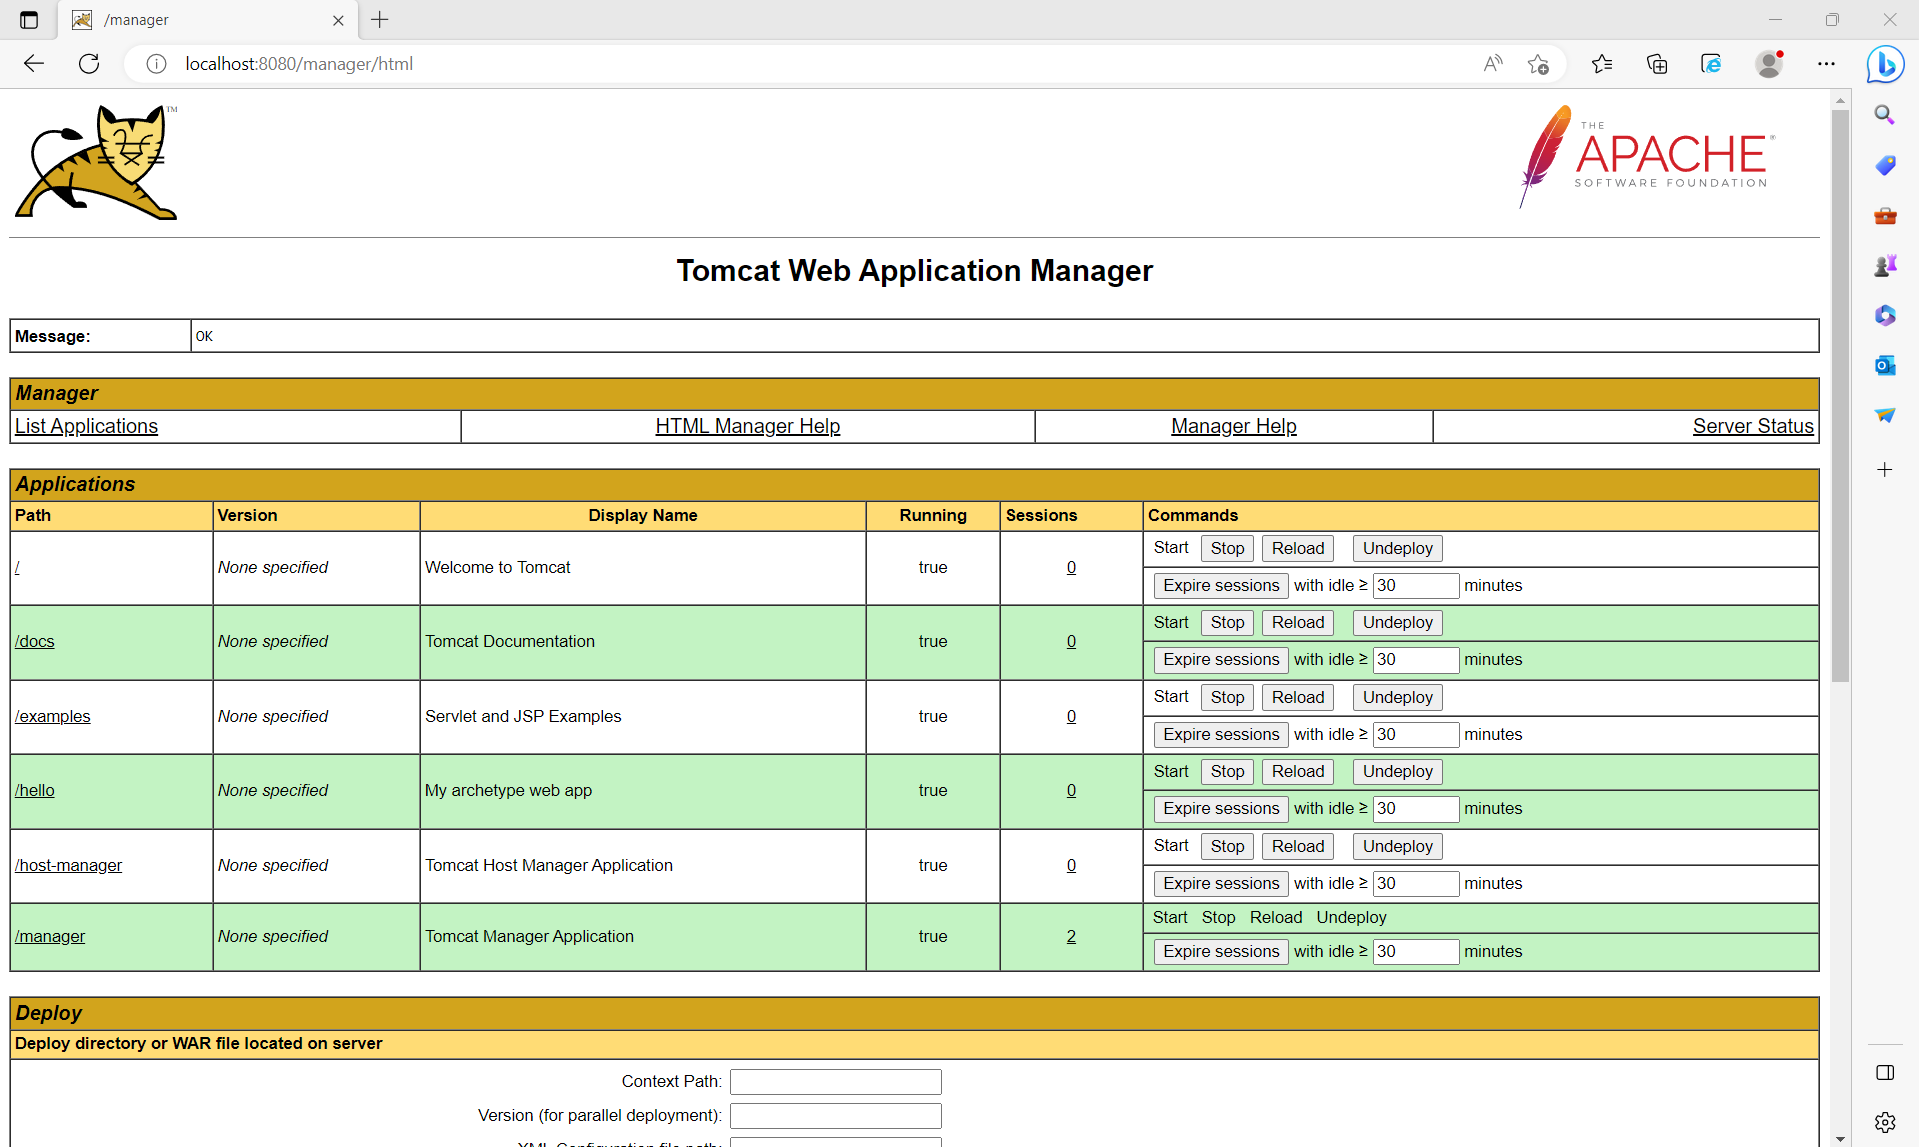 /manager
localhost:8080/manager/html
TM
THE
APACHE®
SOFTWARE FOUNDATION
Tomcat Web Application Manager
Message: OK
Manager
List Applications HTML Manager Help Manager Help Server Status
Applications
Path Version Display Name Running Sessions Commands
/ None specified Welcome to Tomcat true 0 Start Stop Reload Undeploy
Expire sessions with idle ≥ 30 minutes
/docs None specified Tomcat Documentation true 0 Start Stop Reload Undeploy
Expire sessions with idle ≥ 30 minutes
/examples None specified Servlet and JSP Examples true 0 Start Stop Reload Undeploy
Expire sessions with idle ≥ 30 minutes
/hello None specified My archetype web app true 0 Start Stop Reload Undeploy
Expire sessions with idle ≥ 30 minutes
/host-manager None specified Tomcat Host Manager Application true 0 Start Stop Reload Undeploy
Expire sessions with idle ≥ 30 minutes
/manager None specified Tomcat Manager Application true 2 Start Stop Reload Undeploy
Expire sessions with idle ≥ 30 minutes
Deploy
Deploy directory or WAR file located on server
Context Path:
Version (for parallel deployment):
XML Configuration file path: